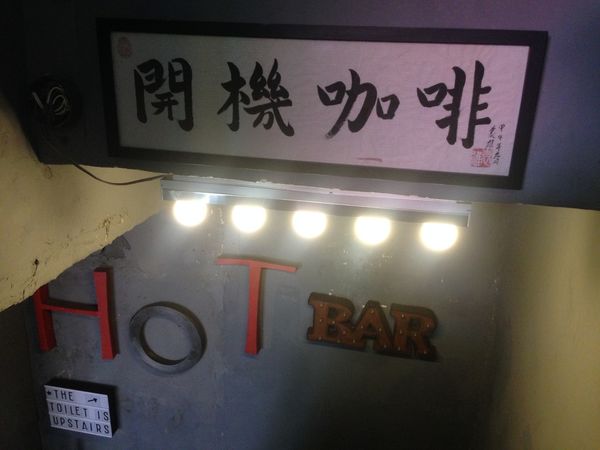 開機咖啡
HOT BAR
THE
TOILET IS
UPSTAIRS